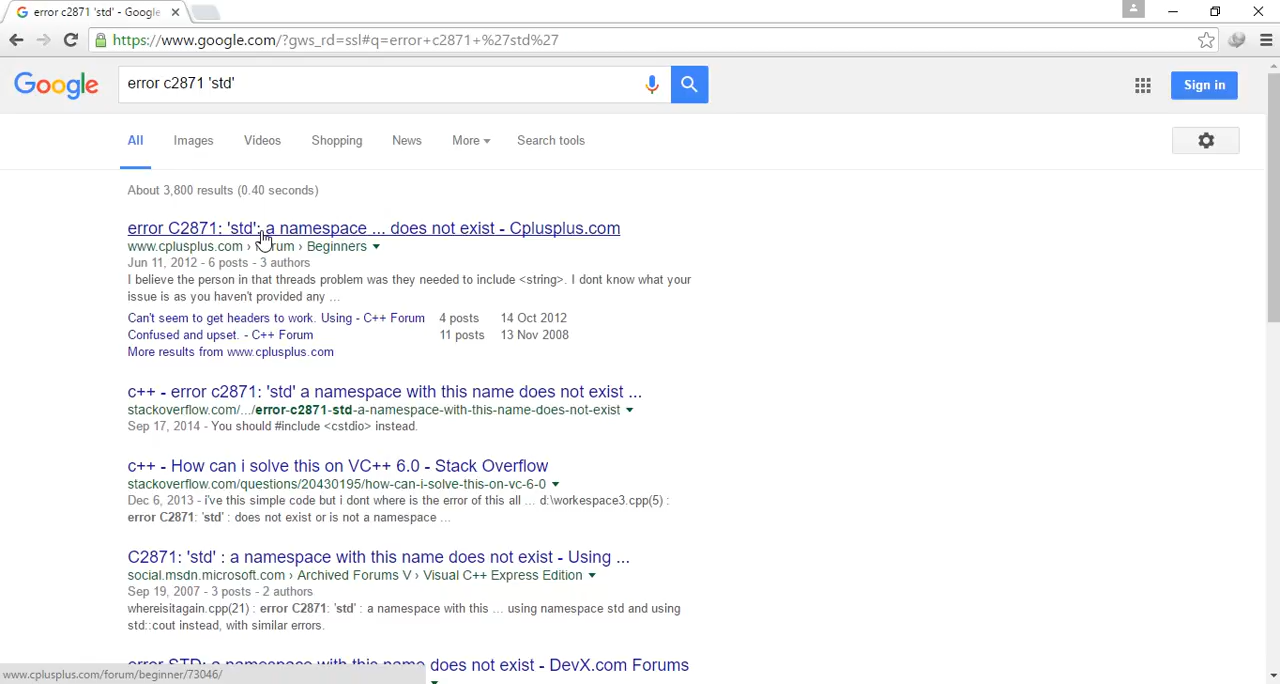 error c2871 'std' - Google
https://www.google.com/?gws_rd=ssl#q=error+c2871+%27std%27
Google
error c2871 'std'
Sign in
All Images Videos Shopping News More Search tools
About 3,800 results (0.40 seconds)
error C2871: 'std': a namespace ... does not exist - Cplusplus.com
www.cplusplus.com › Forum › Beginners
Jun 11, 2012 - 6 posts - 3 authors
I believe the person in that threads problem was they needed to include <string>. I dont know what your
issue is as you haven't provided any ...
Can't seem to get headers to work. Using - C++ Forum 4 posts 14 Oct 2012
Confused and upset. - C++ Forum 11 posts 13 Nov 2008
More results from www.cplusplus.com
c++ - error c2871: 'std' a namespace with this name does not exist ...
stackoverflow.com/.../error-c2871-std-a-namespace-with-this-name-does-not-exist
Sep 17, 2014 - You should #include <cstdio> instead.
c++ - How can i solve this on VC++ 6.0 - Stack Overflow
stackoverflow.com/questions/20430195/how-can-i-solve-this-on-vc-6-0
Dec 6, 2013 - i've this simple code but i dont where is the error of this all ... d:\workespace3.cpp(5) :
error C2871: 'std' : does not exist or is not a namespace ...
C2871: 'std' : a namespace with this name does not exist - Using ...
social.msdn.microsoft.com › Archived Forums V › Visual C++ Express Edition
Sep 19, 2007 - 3 posts - 2 authors
whereisitagain.cpp(21) : error C2871: 'std' : a namespace with this ... using namespace std and using
std::cout instead, with similar errors.
error STD: a namespace with this name does not exist - DevX.com Forums
www.cplusplus.com/forum/beginner/73046/